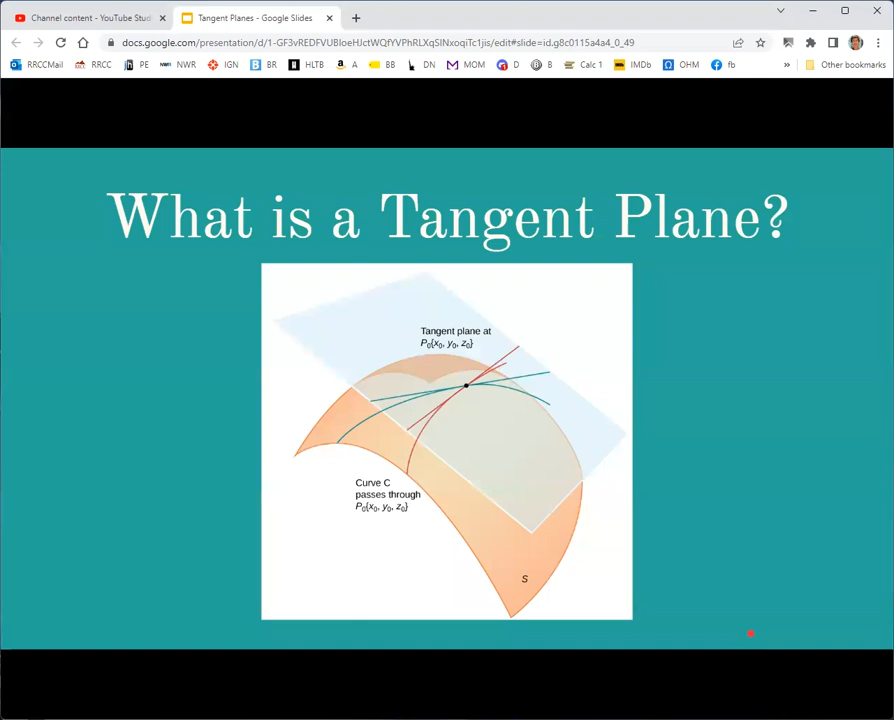 Channel content - YouTube Stud
Tangent Planes - Google Slides
docs.google.com/presentation/d/1-GF3vREDFVUBIoeHJctWQfYVPhRLXqSINxoqiTc1jis/edit#slide=id.g8c0115a4a4_0_49
RRCCMail RRCC PE NWR IGN BR HLTB A BB DN MOM D B Calc 1 IMDb OHM fb » Other bookmarks
What is a Tangent Plane?
Tangent plane at
P₀(x₀, y₀, z₀)
Curve C
passes through
P₀(x₀, y₀, z₀)
S